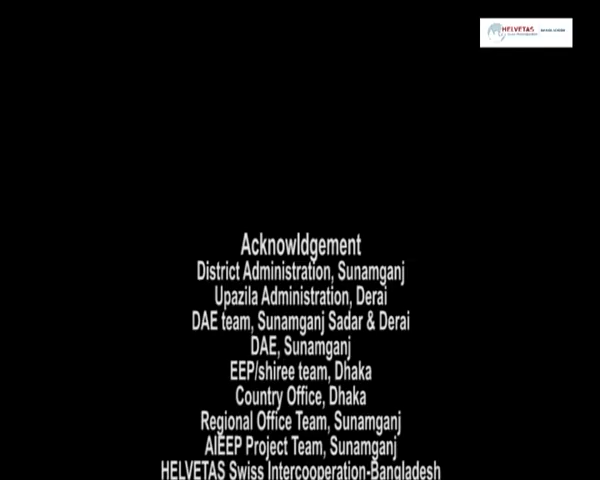 HELVETAS
Acknowldgement
District Administration, Sunamganj
Upazila Administration, Derai
DAE team, Sunamganj Sadar & Derai
DAE, Sunamganj
EEP/shiree team, Dhaka
Country Office, Dhaka
Regional Office Team, Sunamganj
AIEEP Project Team, Sunamganj
HELVETAS Swiss Intercooperation-Bangladesh